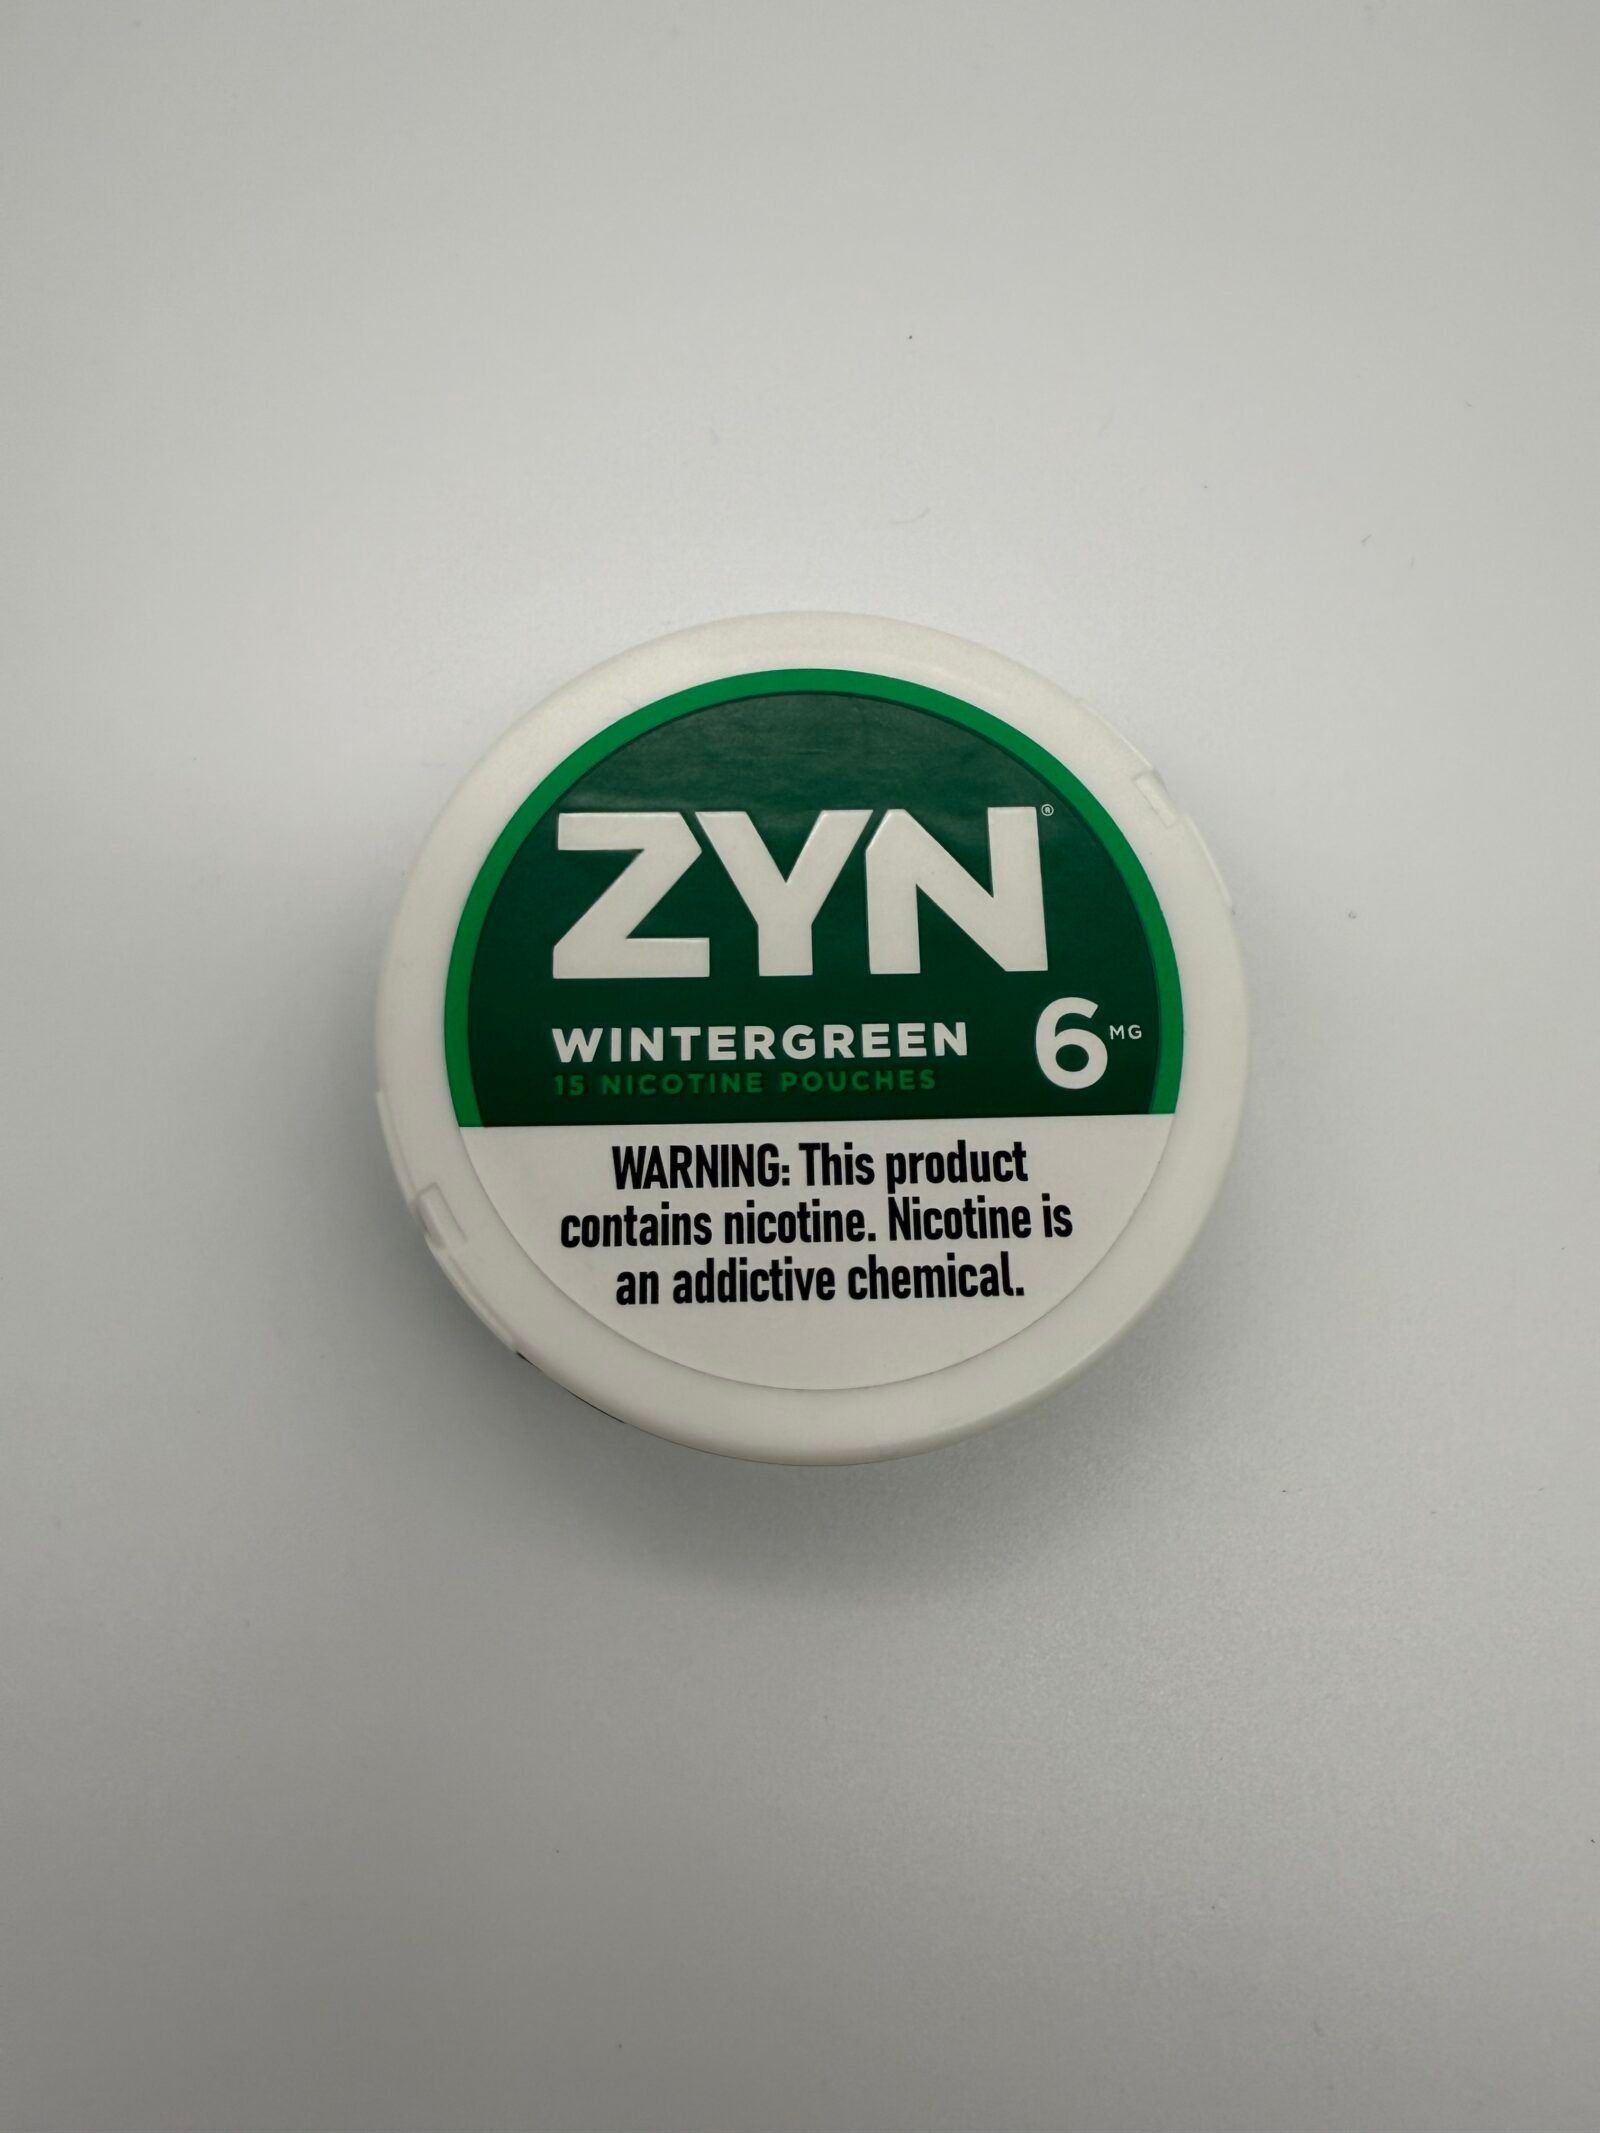 ZYN®
WINTERGREEN 6 MG
15 NICOTINE POUCHES
WARNING: This product
contains nicotine. Nicotine is
an addictive chemical.